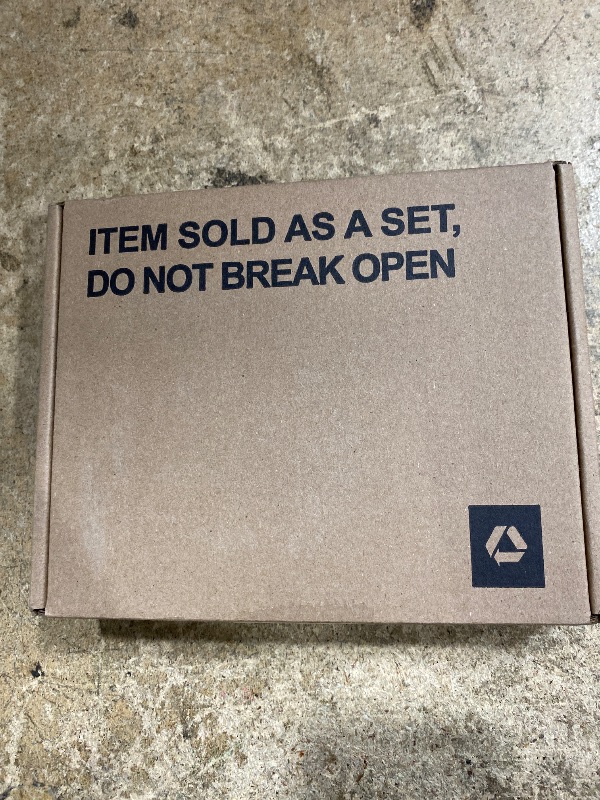 ITEM SOLD AS A SET,
DO NOT BREAK OPEN